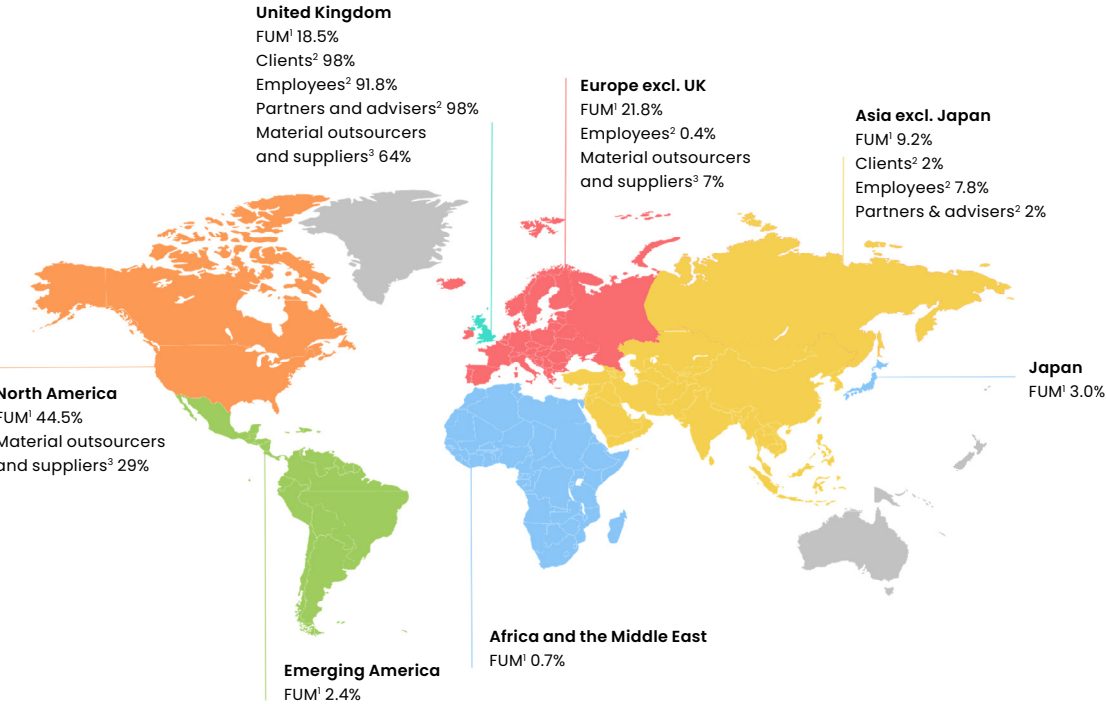 United Kingdom
FUM¹ 18.5%
Clients² 98%
Employees² 91.8%
Partners and advisers² 98%
Material outsourcers
and suppliers³ 64%
Europe excl. UK
FUM¹ 21.8%
Employees² 0.4%
Material outsourcers
and suppliers³ 7%
Asia excl. Japan
FUM¹ 9.2%
Clients² 2%
Employees² 7.8%
Partners & advisers² 2%
Japan
FUM¹ 3.0%
North America
FUM¹ 44.5%
Material outsourcers
and suppliers³ 29%
Africa and the Middle East
FUM¹ 0.7%
Emerging America
FUM¹ 2.4%